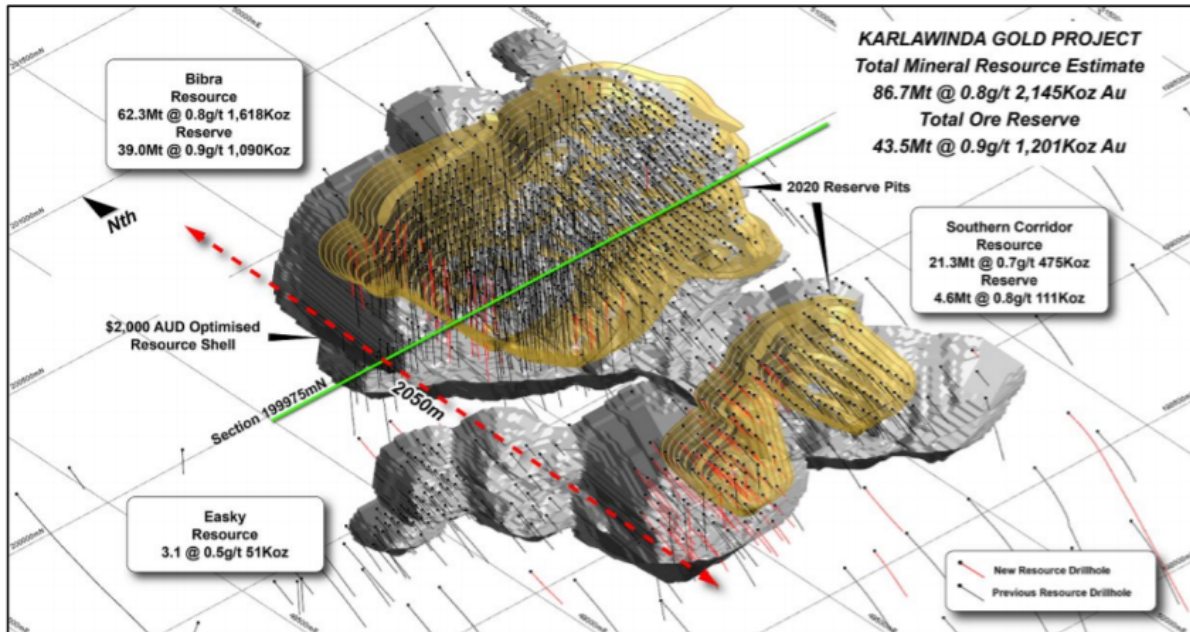 KARLAWINDA GOLD PROJECT
Total Mineral Resource Estimate
86.7Mt @ 0.8g/t 2,145Koz Au
Total Ore Reserve
43.5Mt @ 0.9g/t 1,201Koz Au
Bibra
Resource
62.3Mt @ 0.8g/t 1,618Koz
Reserve
39.0Mt @ 0.9g/t 1,090Koz
Nth
2020 Reserve Pits
Southern Corridor
Resource
21.3Mt @ 0.7g/t 475Koz
Reserve
4.6Mt @ 0.8g/t 111Koz
$2,000 AUD Optimised
Resource Shell
Section 199975mN
2050m
Easky
Resource
3.1 @ 0.5g/t 51Koz
New Resource Drillhole
Previous Resource Drillhole